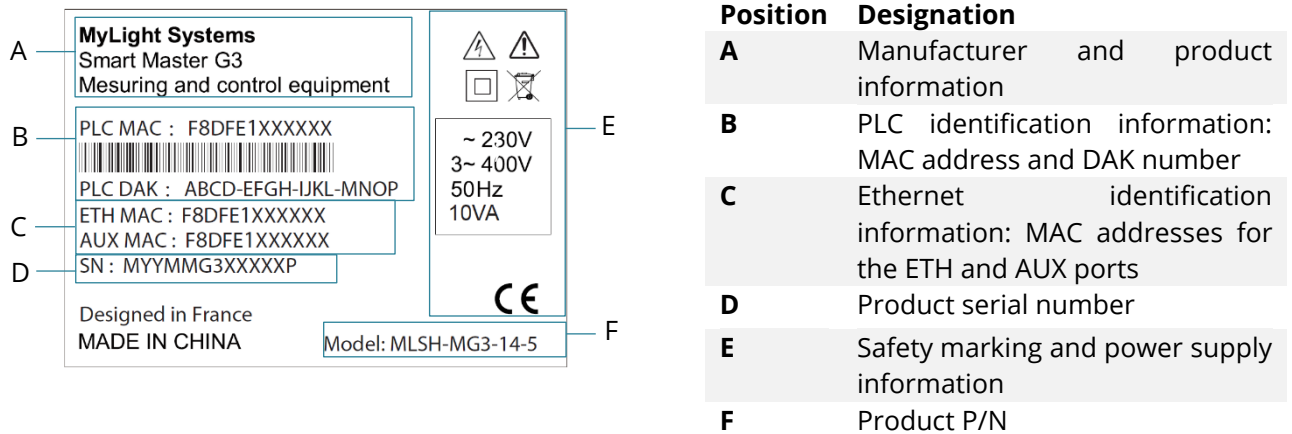 A
MyLight Systems
Smart Master G3
Mesuring and control equipment
B
PLC MAC : F8DFE1XXXXXX
PLC DAK : ABCD-EFGH-IJKL-MNOP
C
ETH MAC : F8DFE1XXXXXX
AUX MAC : F8DFE1XXXXXX
D
SN : MYYMMG3XXXXXP
Designed in France
MADE IN CHINA
Model: MLSH-MG3-14-5
~ 230V
3~ 400V
50Hz
10VA
CE
E
F
Position Designation
A Manufacturer and product
information
B PLC identification information:
MAC address and DAK number
C Ethernet identification
information: MAC addresses for
the ETH and AUX ports
D Product serial number
E Safety marking and power supply
information
F Product P/N